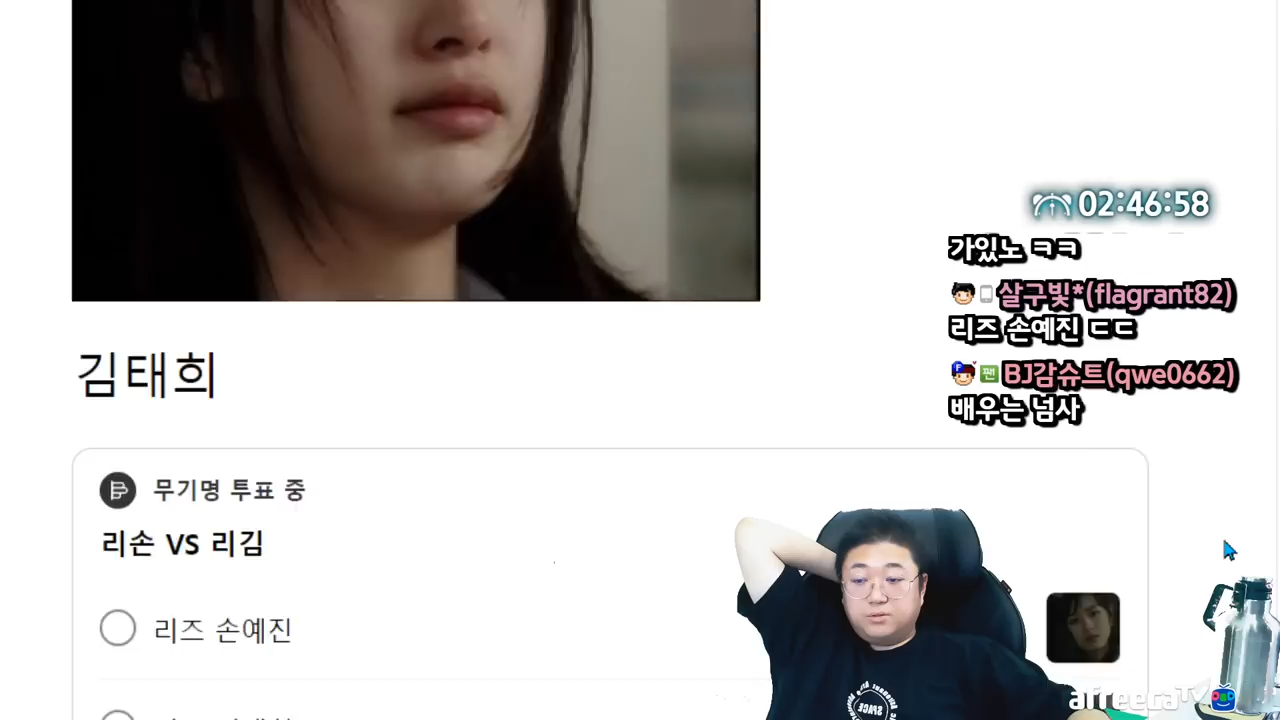 02:46:58
가있노 ㅋㅋ
살구빛*(flagrant82)
리즈 손예진 ㄷㄷ
팬 BJ감슈트(qwe0662)
배우는 넘사
김태희
무기명 투표 중
리손 VS 리김
리즈 손예진
SPACE
afreecaTV